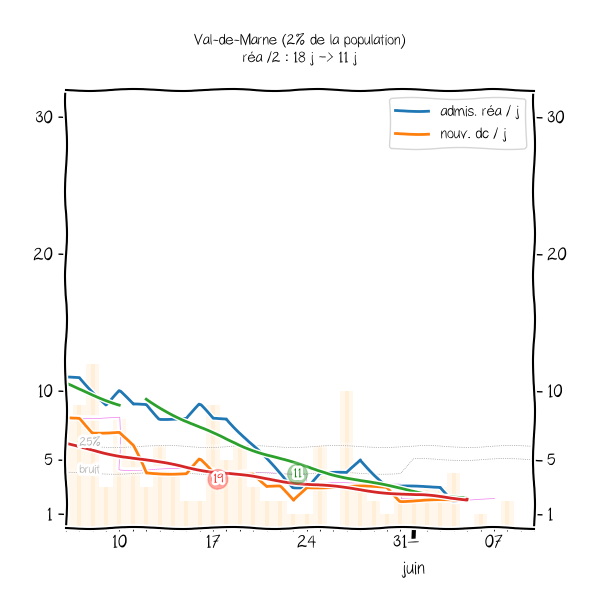 Val-de-Marne (2% de la population)
réa /2 : 18 j -> 11 j
admis. réa / j
nouv. dc / j
30 30
20 20
10 10
5 5
1 1
25%
bruit
19
11
10 17 24 31 07
juin